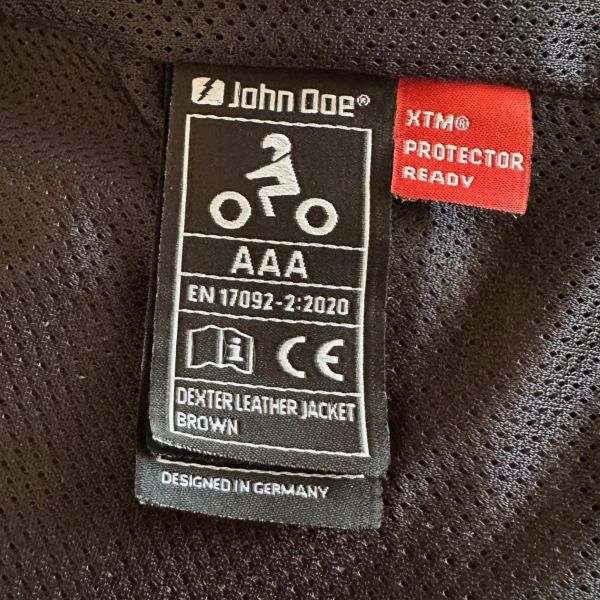 John Doe®
AAA
EN 17092-2:2020
i CE
DEXTER LEATHER JACKET
BROWN
DESIGNED IN GERMANY
XTM®
PROTECTOR
READY